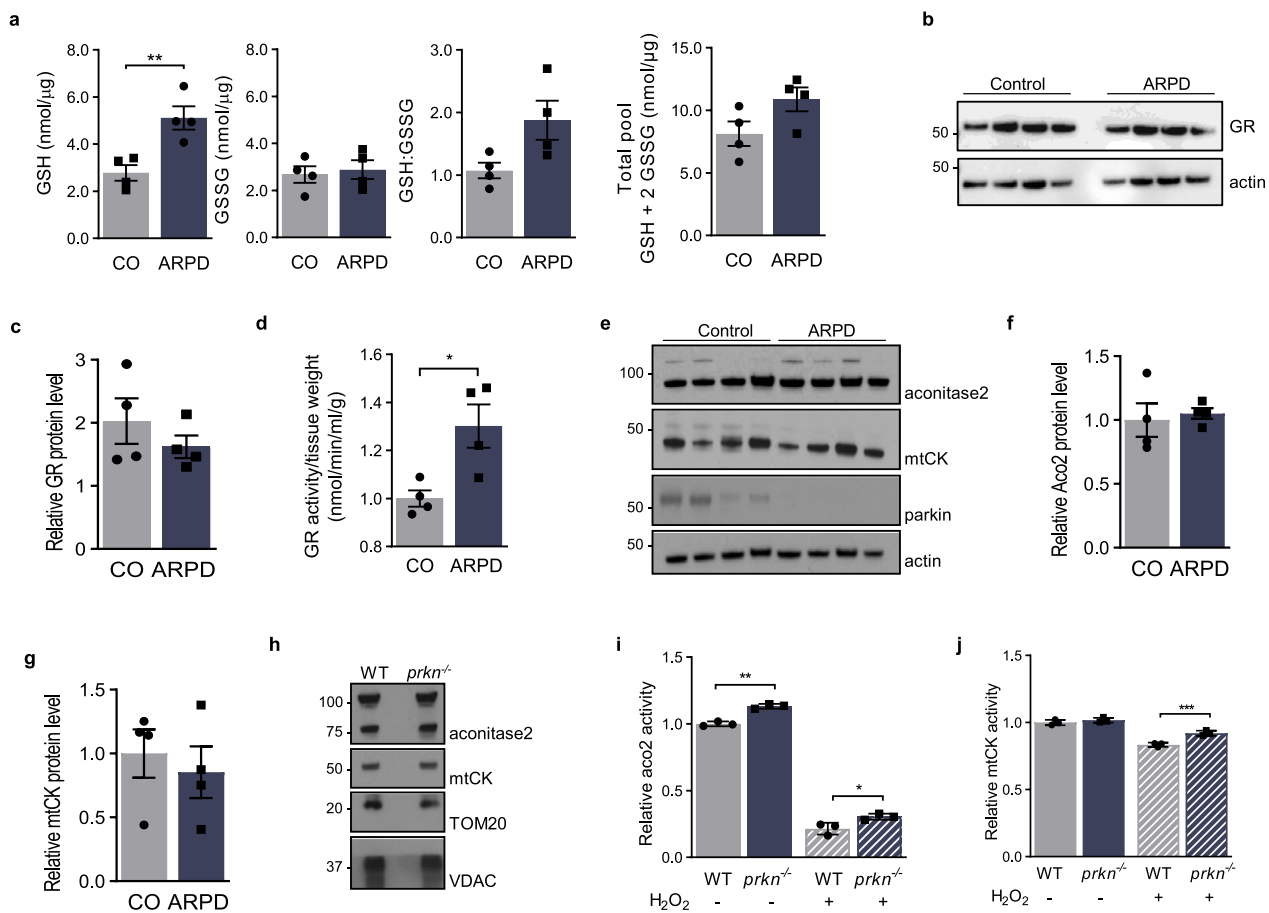 a
GSH (nmol/µg)
8.0
6.0
4.0
2.0
0.0
**
CO ARPD
GSSG (nmol/µg)
8.0
6.0
4.0
2.0
0.0
CO ARPD
GSH:GSSG
3.0
2.0
1.0
0.0
CO ARPD
Total pool
GSH + 2 GSSG (nmol/µg)
15.0
10.0
5.0
0.0
CO ARPD
b
Control ARPD
50
GR
50
actin
c
Relative GR protein level
3
2
1
0
CO ARPD
d
GR activity/tissue weight
(nmol/min/ml/g)
1.6
1.4
1.2
1.0
0.8
*
CO ARPD
e
Control ARPD
100
aconitase2
50
mtCK
50
parkin
50
actin
f
Relative Aco2 protein level
1.5
1.0
0.5
0.0
CO ARPD
g
Relative mtCK protein level
1.5
1.0
0.5
0.0
CO ARPD
h
WT prkn-/-
100
75
aconitase2
50
mtCK
20
TOM20
37
VDAC
i
Relative aco2 activity
1.5
1.0
0.5
0.0
**
*
WT prkn-/- WT prkn-/-
H2O2 - - + +
j
Relative mtCK activity
1.5
1.0
0.5
0.0
***
WT prkn-/- WT prkn-/-
H2O2 - - + +